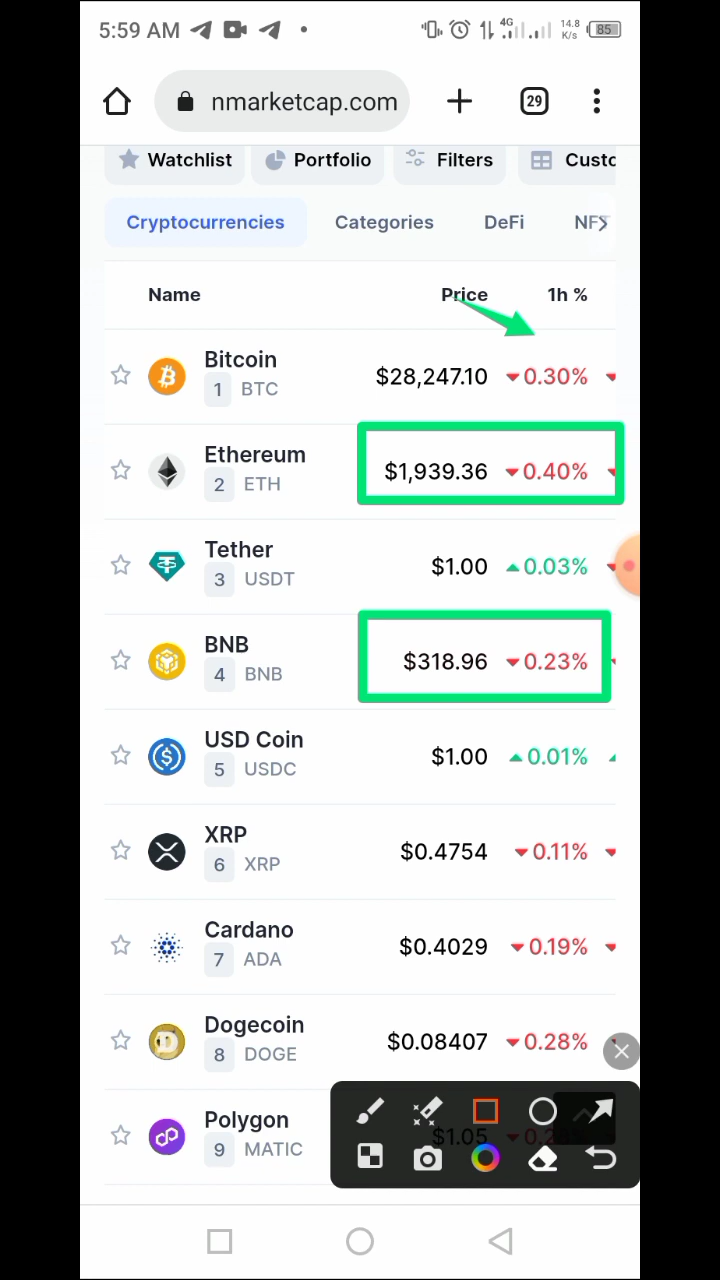 5:59 AM
4G
14.8
K/s
85
nmarketcap.com
29
Watchlist
Portfolio
Filters
Custo
Cryptocurrencies
Categories
DeFi
NFT
Name
Price
1h %
Bitcoin
$28,247.10
0.30%
1 BTC
Ethereum
$1,939.36
0.40%
2 ETH
Tether
$1.00
0.03%
3 USDT
BNB
$318.96
0.23%
4 BNB
USD Coin
$1.00
0.01%
5 USDC
XRP
$0.4754
0.11%
6 XRP
Cardano
$0.4029
0.19%
7 ADA
Dogecoin
$0.08407
0.28%
8 DOGE
Polygon
$1.05
9 MATIC